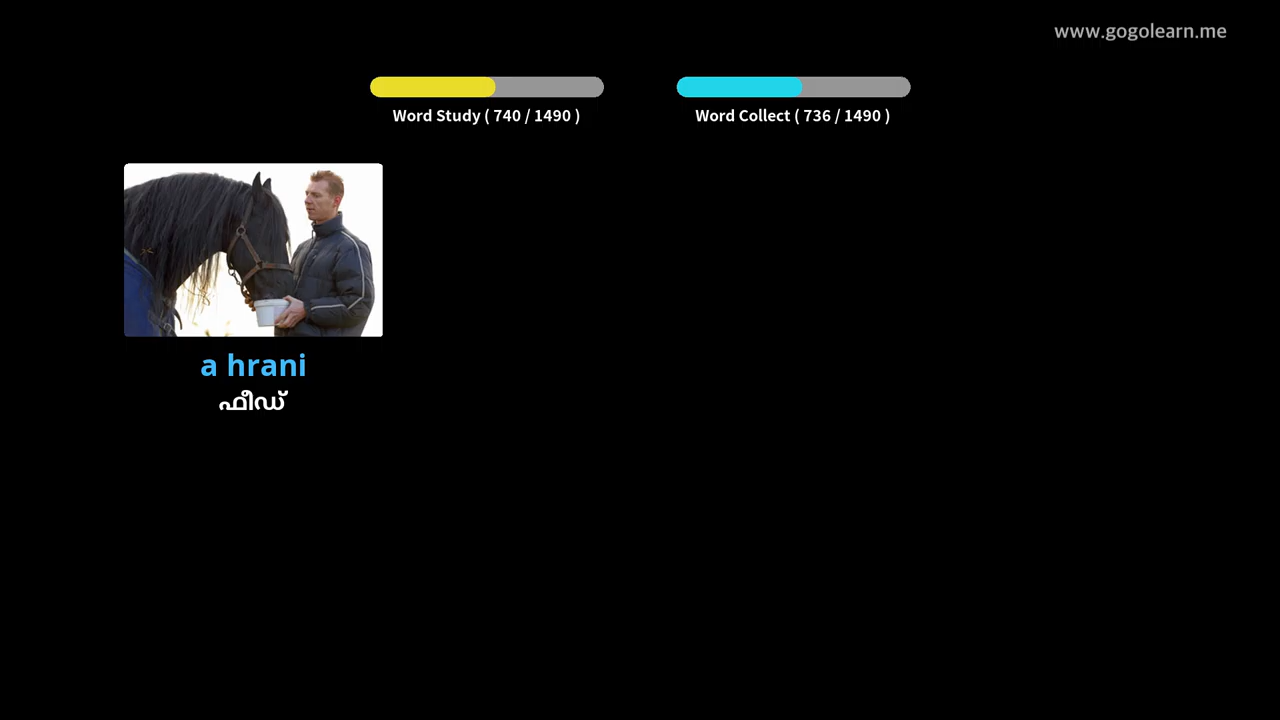 www.gogolearn.me
Word Study ( 740 / 1490 )
Word Collect ( 736 / 1490 )
a hrani
ഫീഡ്